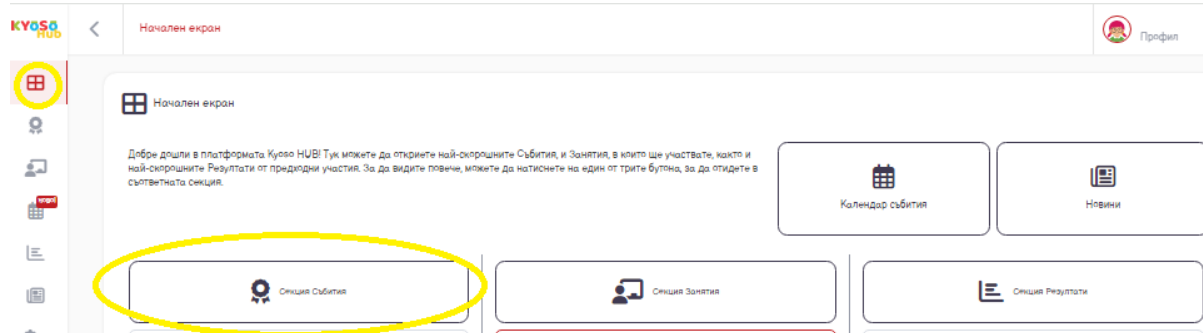 KYOSO
HUB
Начален екран
Профил
Начален екран
Добре дошли в платформата Kyoso HUB! Тук можете да откриете най-скорошните Събития, и Занятия, в които ще участвате, както и
най-скорошните Резултати от предходни участия. За да видите повече, можете да натиснете на един от трите бутона, за да отидете в
съответната секция.
Календар събития
Новини
Секция Събития
Секция Занятия
Секция Резултати